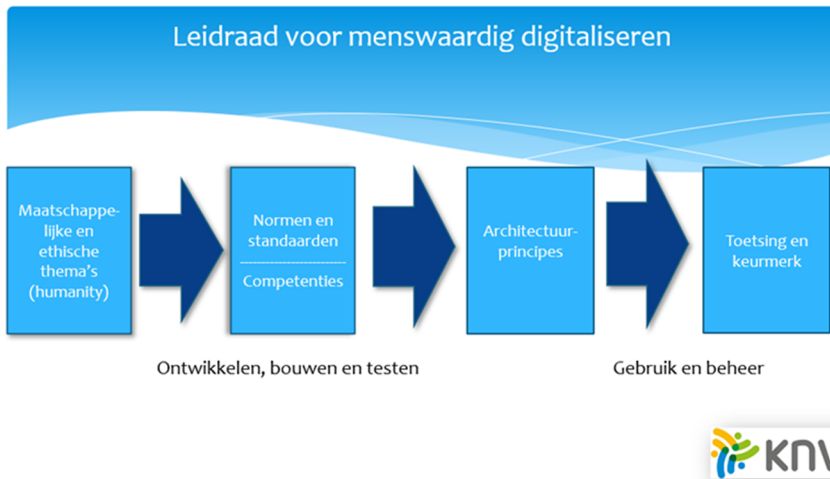 Leidraad voor menswaardig digitaliseren
Maatschappe-
lijke en
ethische
thema's
(humanity)
Normen en
standaarden
Competenties
Architectuur-
principes
Toetsing en
keurmerk
Ontwikkelen, bouwen en testen
Gebruik en beheer